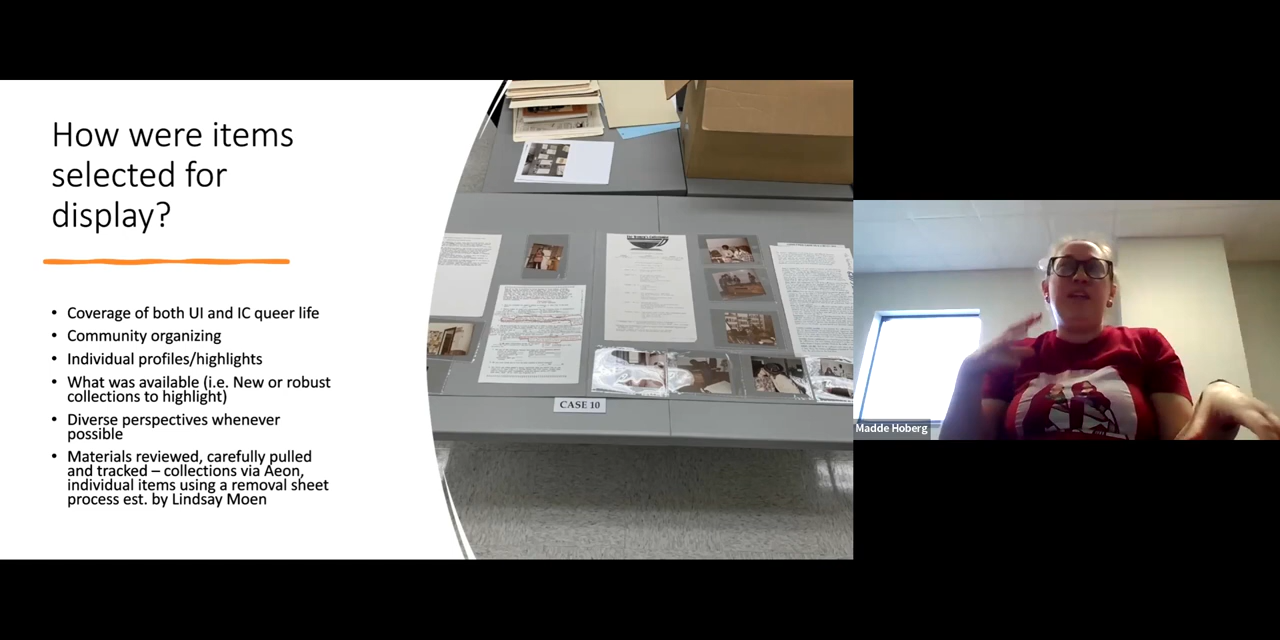 How were items
selected for
display?
• Coverage of both UI and IC queer life
• Community organizing
• Individual profiles/highlights
• What was available (i.e. New or robust
collections to highlight)
• Diverse perspectives whenever
possible
• Materials reviewed, carefully pulled
and tracked – collections via Aeon,
individual items using a removal sheet
process est. by Lindsay Moen
CASE 10
Madde Hoberg